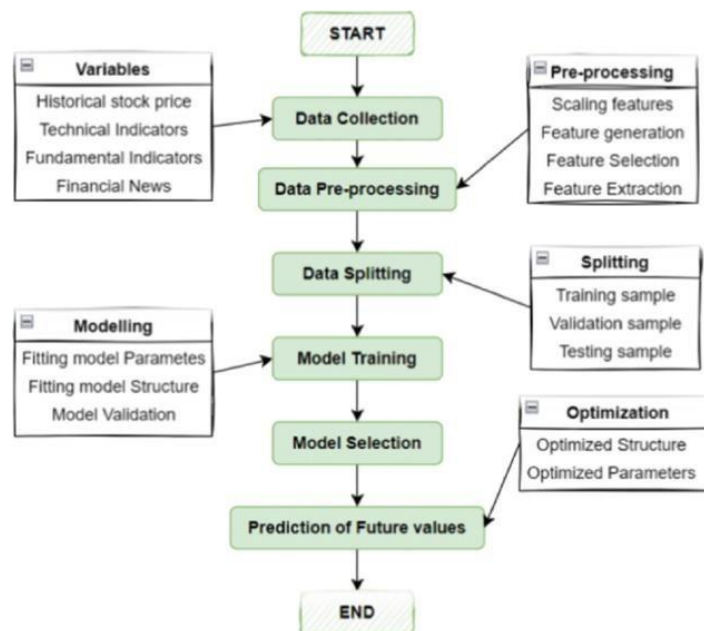 START
Variables
Historical stock price
Technical Indicators
Fundamental Indicators
Financial News
Pre-processing
Scaling features
Feature generation
Feature Selection
Feature Extraction
Data Collection
Data Pre-processing
Data Splitting
Splitting
Training sample
Validation sample
Testing sample
Modelling
Fitting model Parametes
Fitting model Structure
Model Validation
Model Training
Model Selection
Optimization
Optimized Structure
Optimized Parameters
Prediction of Future values
END